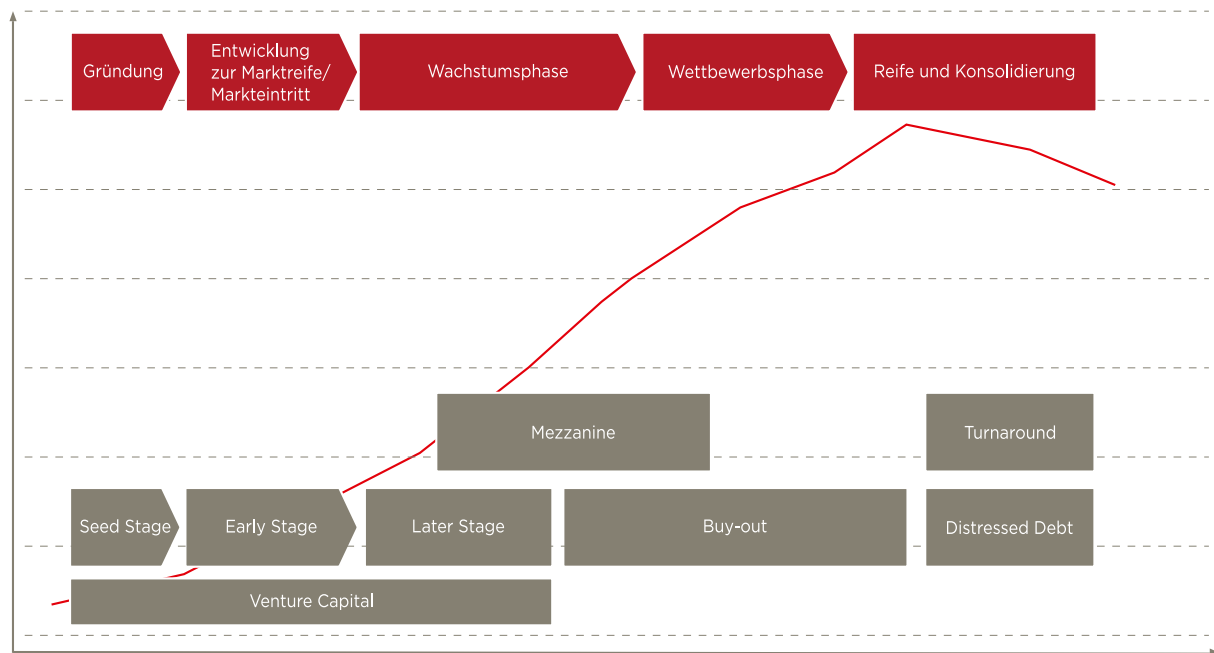 Gründung
Entwicklung
zur Marktreife/
Markteintritt
Wachstumsphase
Wettbewerbsphase
Reife und Konsolidierung
Mezzanine
Turnaround
Seed Stage
Early Stage
Later Stage
Buy-out
Distressed Debt
Venture Capital